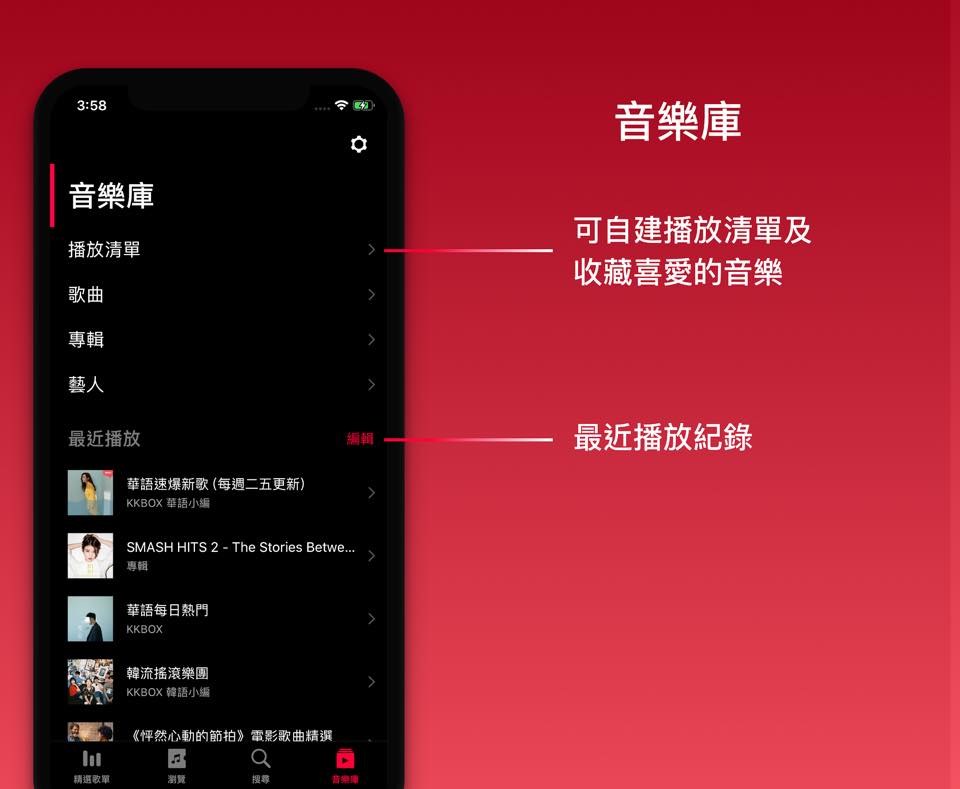 3:58
音樂庫
音樂庫
播放清單
可自建播放清單及
收藏喜愛的音樂
歌曲
專輯
藝人
最近播放
編輯
最近播放紀錄
華語速爆新歌 (每週二五更新)
KKBOX 華語小編
SMASH HITS 2 - The Stories Betwe...
專輯
華語每日熱門
KKBOX
韓流搖滾樂團
KKBOX 韓語小編
《怦然心動的節拍》電影歌曲精選
精選歌單
瀏覽
搜尋
音樂庫